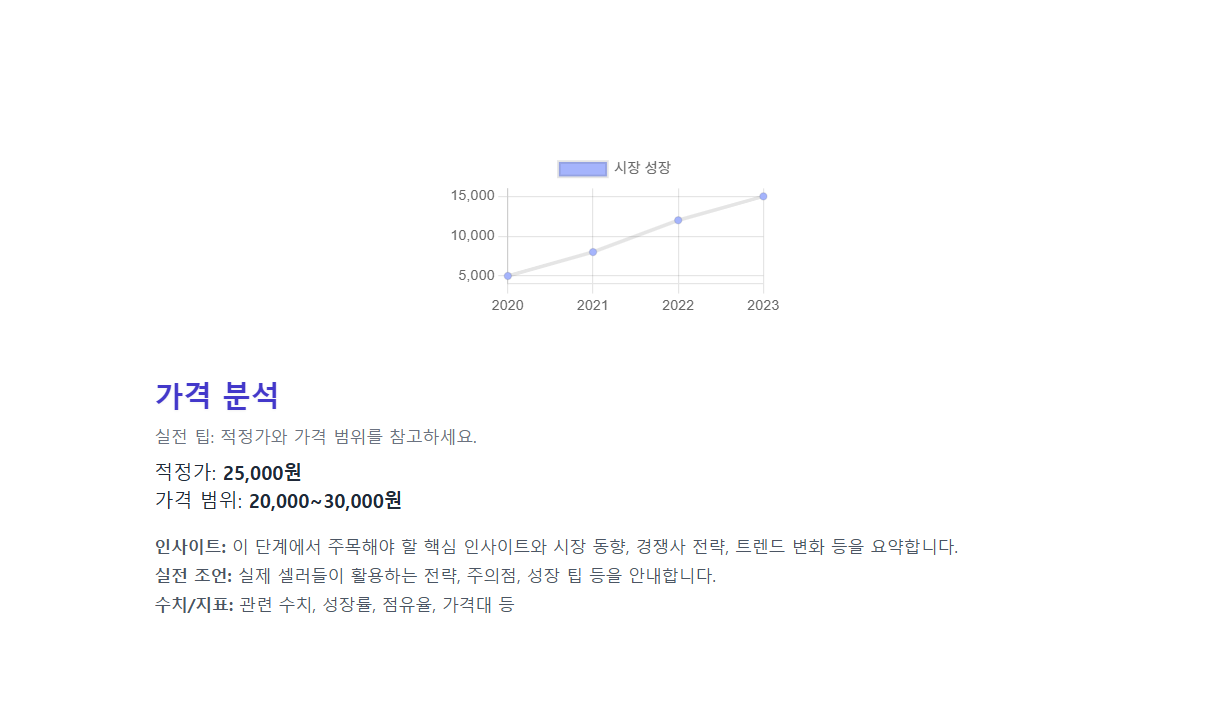 시장 성장
15,000
10,000
5,000
2020 2021 2022 2023
가격 분석
실전 팁: 적정가와 가격 범위를 참고하세요.
적정가: 25,000원
가격 범위: 20,000~30,000원
인사이트: 이 단계에서 주목해야 할 핵심 인사이트와 시장 동향, 경쟁사 전략, 트렌드 변화 등을 요약합니다.
실전 조언: 실제 셀러들이 활용하는 전략, 주의점, 성장 팁 등을 안내합니다.
수치/지표: 관련 수치, 성장률, 점유율, 가격대 등